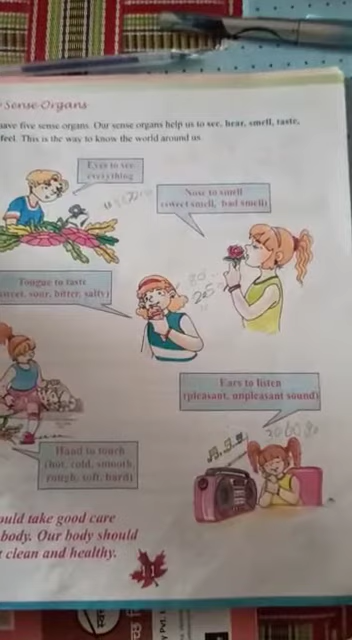 Sense Organs
have five sense organs. Our sense organs help us to see, hear, smell, taste,
feel. This is the way to know the world around us.
Eyes to see
everything
Nose to smell
(sweet smell, bad smell)
Tongue to taste
sweet, sour, bitter, salty)
Ears to listen
(pleasant, unpleasant sound)
Hand to touch
(hot, cold, smooth,
rough, soft, hard)
ould take good care
body. Our body should
t clean and healthy.